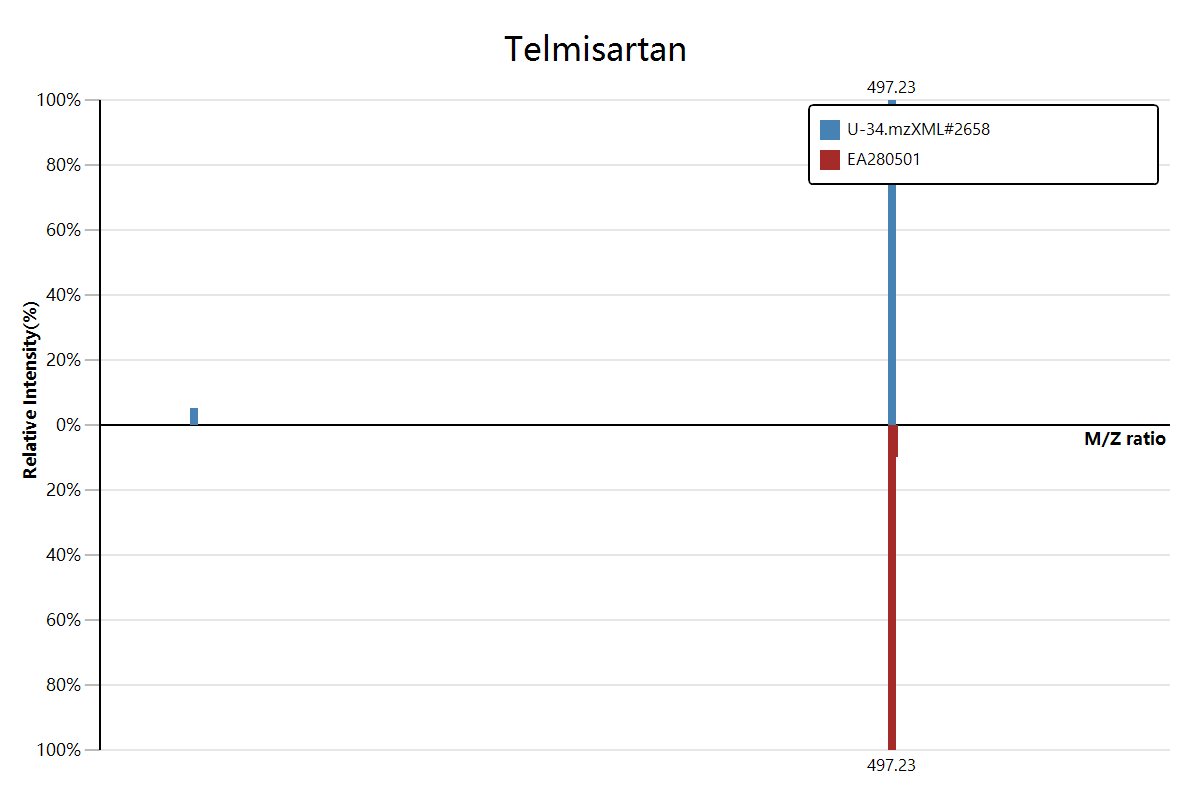 Telmisartan
497.23
U-34.mzXML#2658
EA280501
100%
80%
60%
40%
20%
0%
20%
40%
60%
80%
100%
Relative Intensity(%)
M/Z ratio
497.23